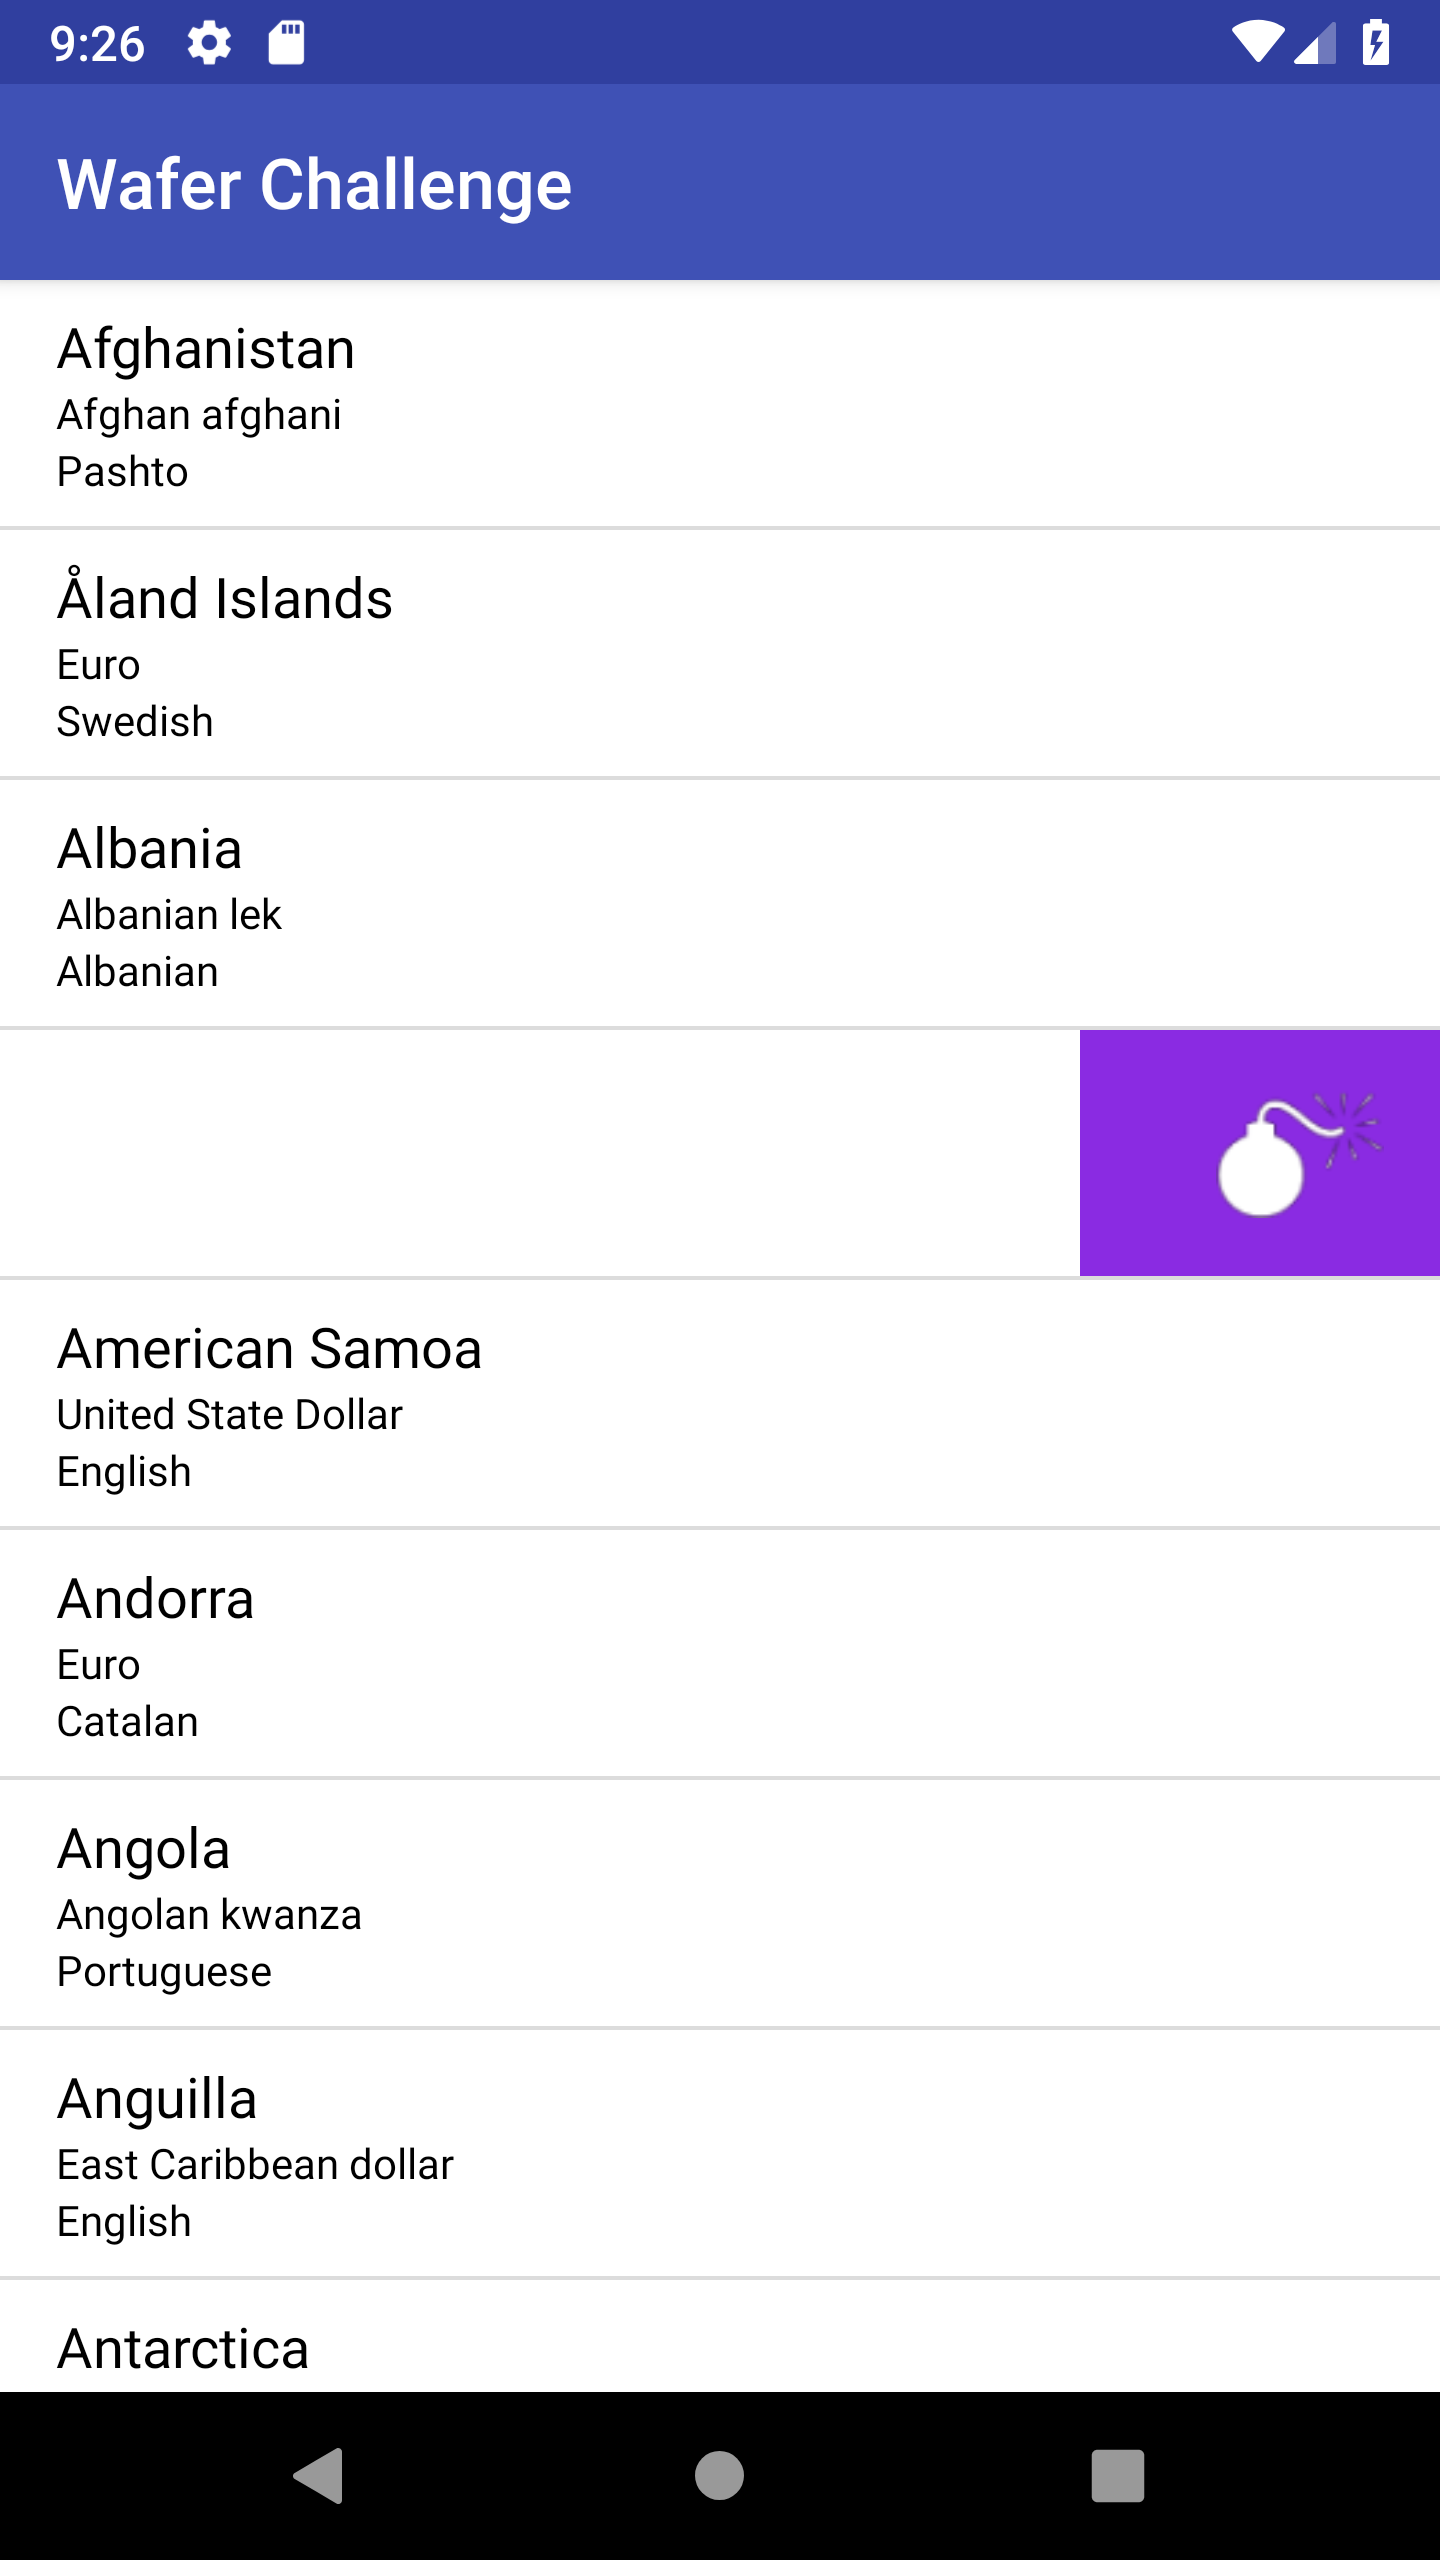 9:26
Wafer Challenge
Afghanistan
Afghan afghani
Pashto
Åland Islands
Euro
Swedish
Albania
Albanian lek
Albanian
American Samoa
United State Dollar
English
Andorra
Euro
Catalan
Angola
Angolan kwanza
Portuguese
Anguilla
East Caribbean dollar
English
Antarctica